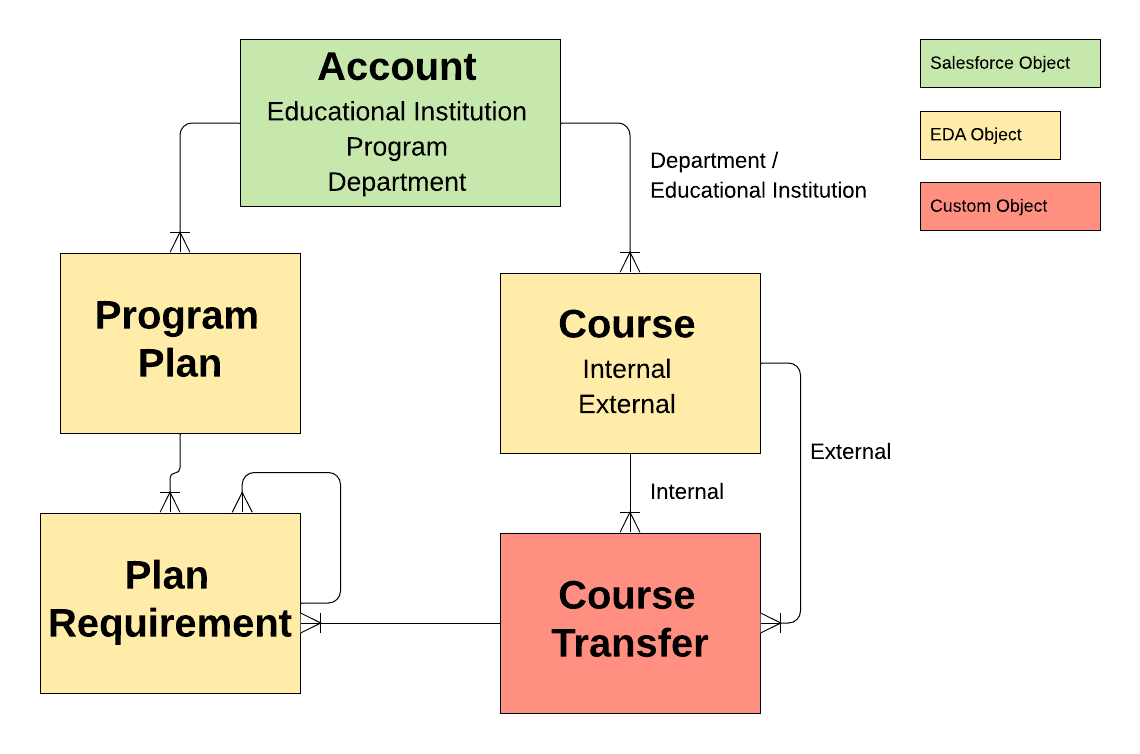 Account
Educational Institution
Program
Department
Salesforce Object
EDA Object
Custom Object
Department /
Educational Institution
Program
Plan
Course
Internal
External
External
Internal
Plan
Requirement
Course
Transfer